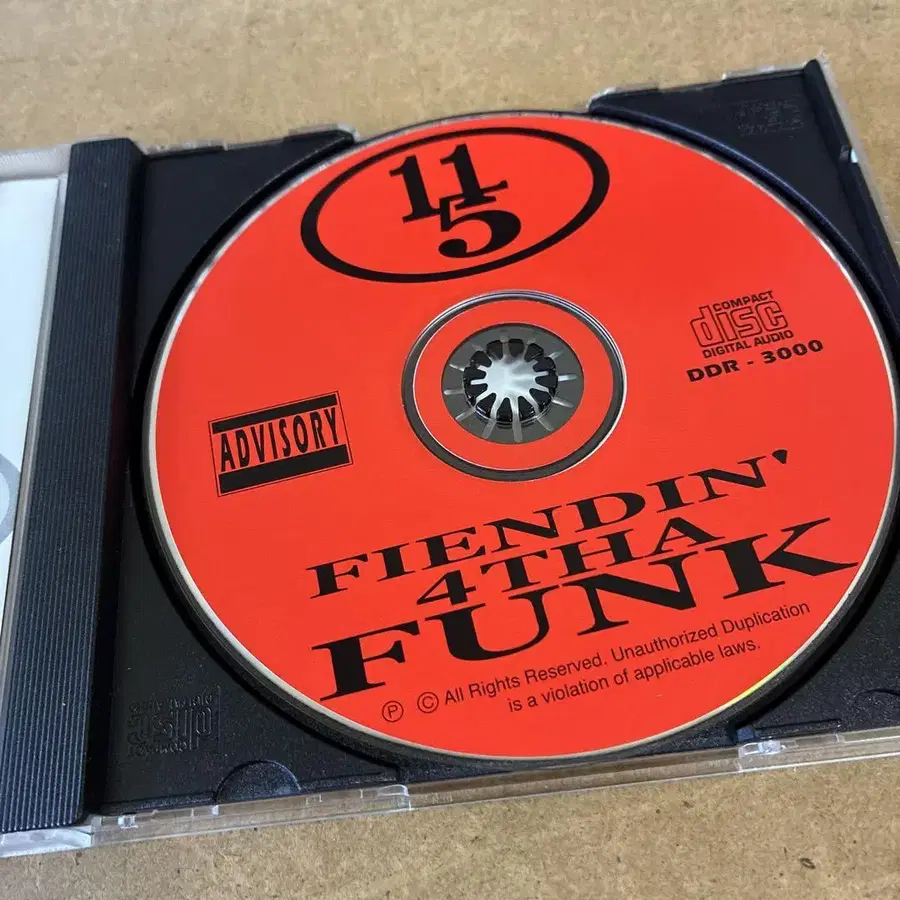 11
5
COMPACT
disc
DIGITAL AUDIO
DDR - 3000
ADVISORY
FIENDIN'
4THA
FUNK
Ⓟ © All Rights Reserved. Unauthorized Duplication
is a violation of applicable laws.